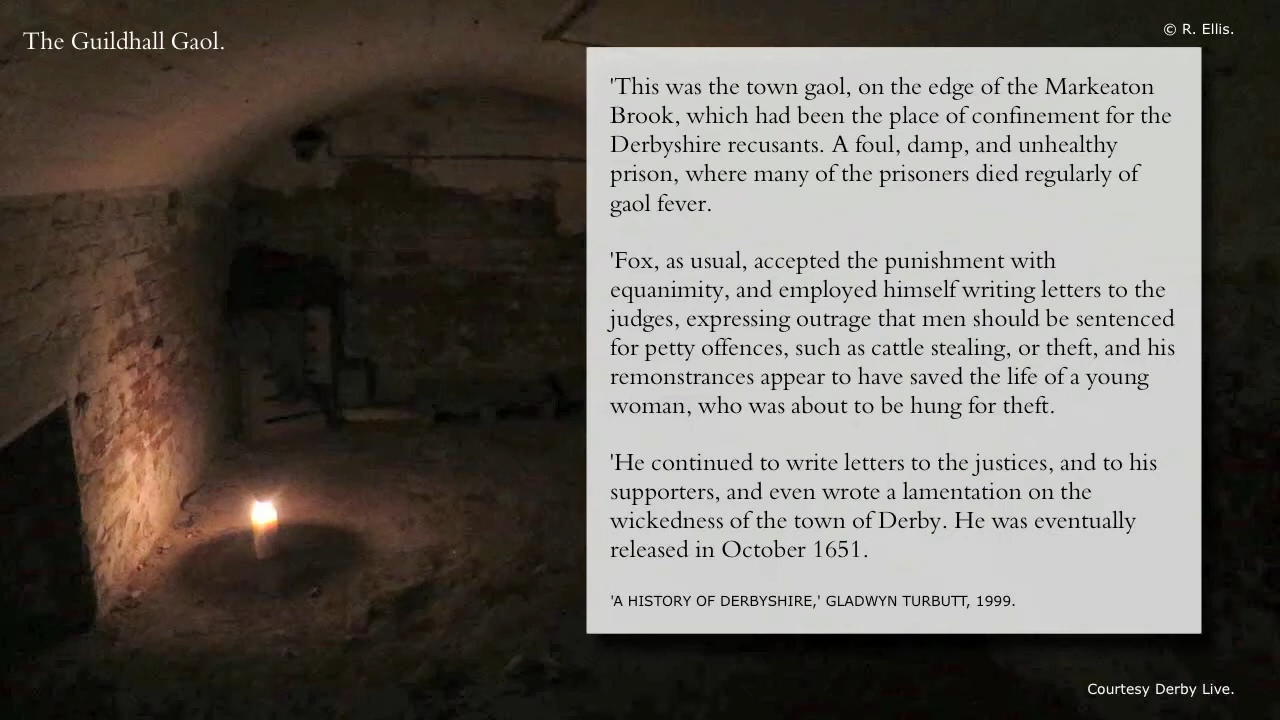 The Guildhall Gaol.
© R. Ellis.
'This was the town gaol, on the edge of the Markeaton
Brook, which had been the place of confinement for the
Derbyshire recusants. A foul, damp, and unhealthy
prison, where many of the prisoners died regularly of
gaol fever.
'Fox, as usual, accepted the punishment with
equanimity, and employed himself writing letters to the
judges, expressing outrage that men should be sentenced
for petty offences, such as cattle stealing, or theft, and his
remonstrances appear to have saved the life of a young
woman, who was about to be hung for theft.
'He continued to write letters to the justices, and to his
supporters, and even wrote a lamentation on the
wickedness of the town of Derby. He was eventually
released in October 1651.
'A HISTORY OF DERBYSHIRE,' GLADWYN TURBUTT, 1999.
Courtesy Derby Live.